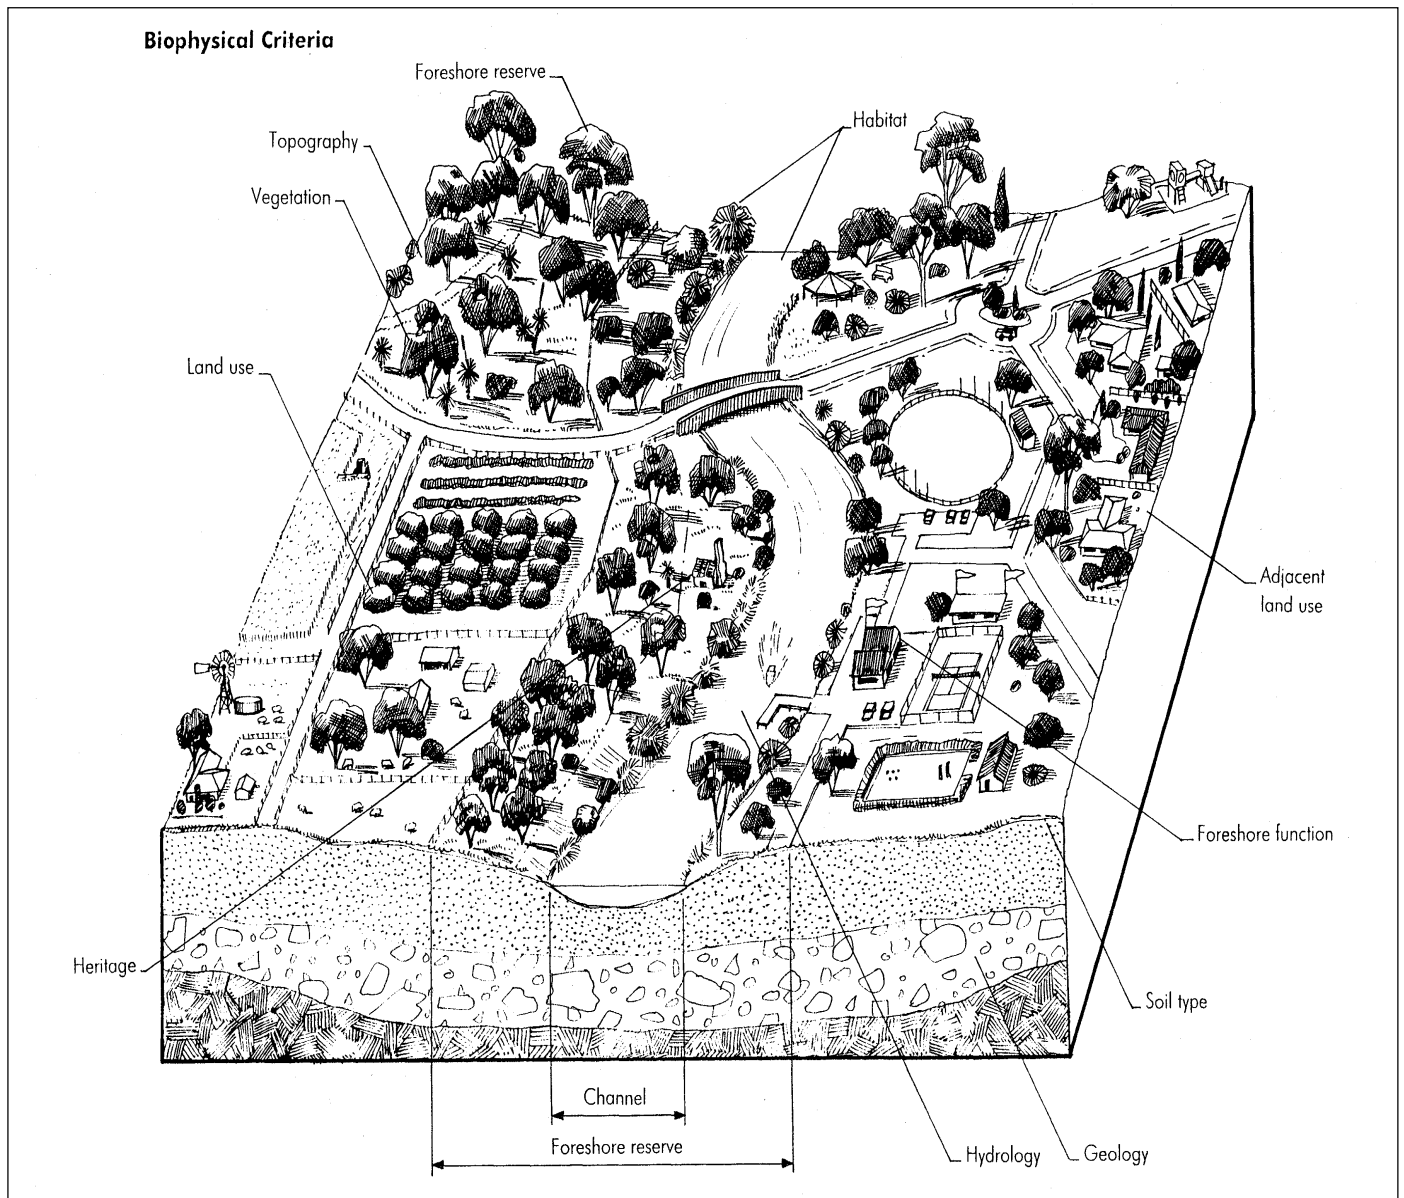 Biophysical Criteria
Foreshore reserve
Habitat
Topography
Vegetation
Land use
Adjacent
land use
Foreshore function
Heritage
Soil type
Channel
Foreshore reserve
Hydrology
Geology